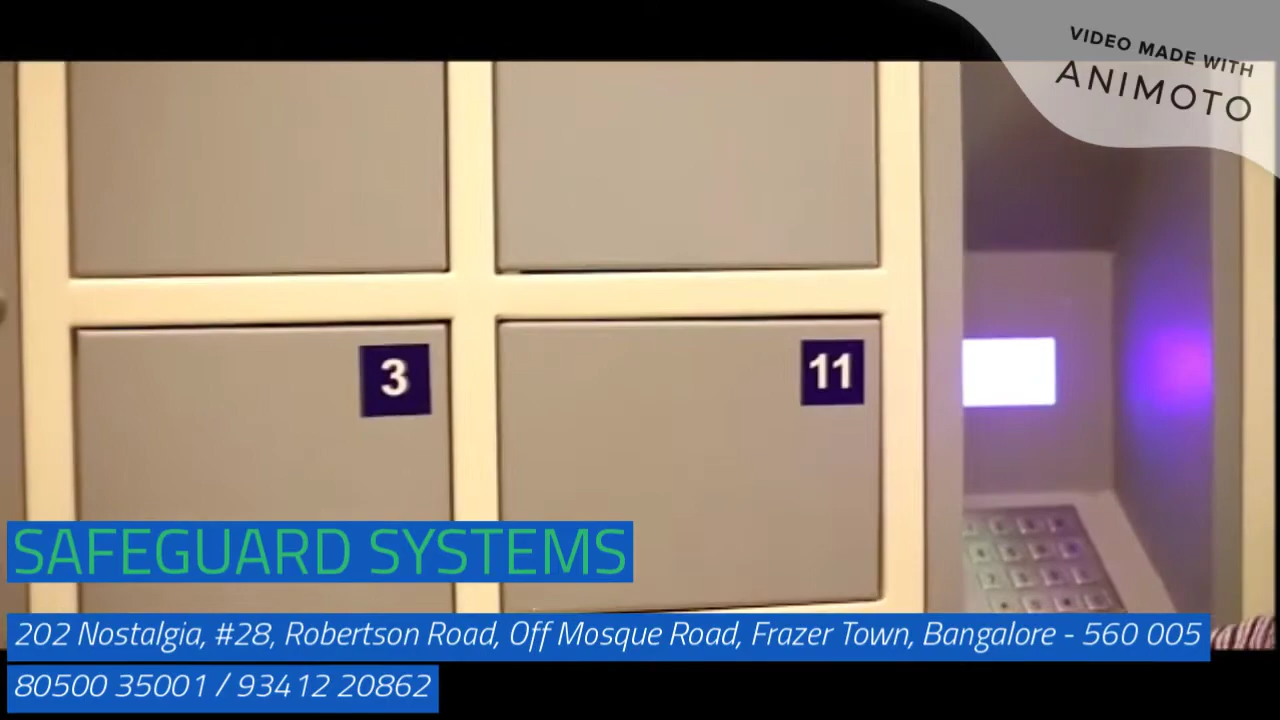 VIDEO MADE WITH
ANIMOTO
3
11
SAFEGUARD SYSTEMS
202 Nostalgia, #28, Robertson Road, Off Mosque Road, Frazer Town, Bangalore - 560 005
80500 35001 / 93412 20862